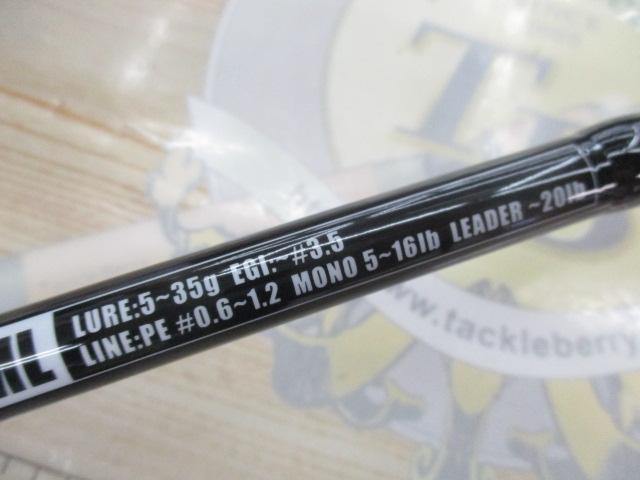 LURE:5~35g EGI:~#3.5
LINE:PE #0.6~1.2 MONO 5~16lb LEADER ~20lb
ML
T
www.tackleberry